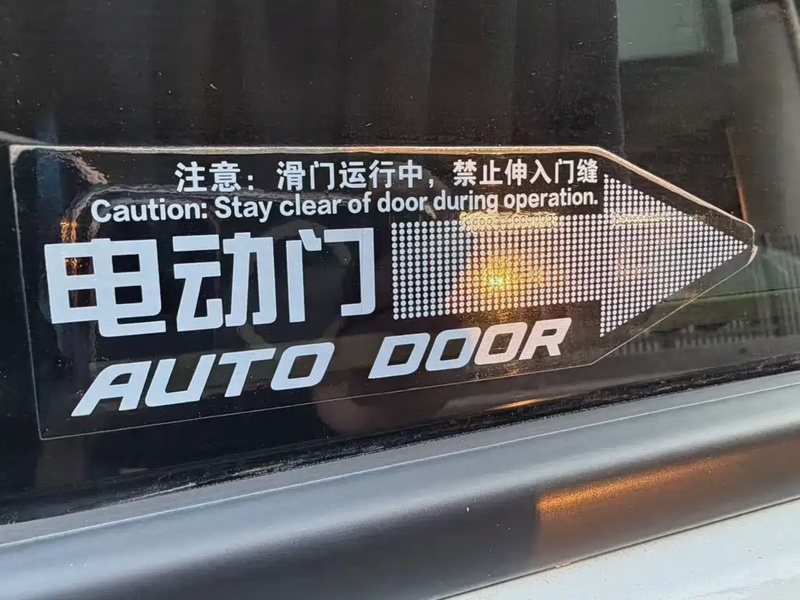 注意：滑门运行中，禁止伸入门缝
Caution: Stay clear of door during operation.
电动门
AUTO DOOR